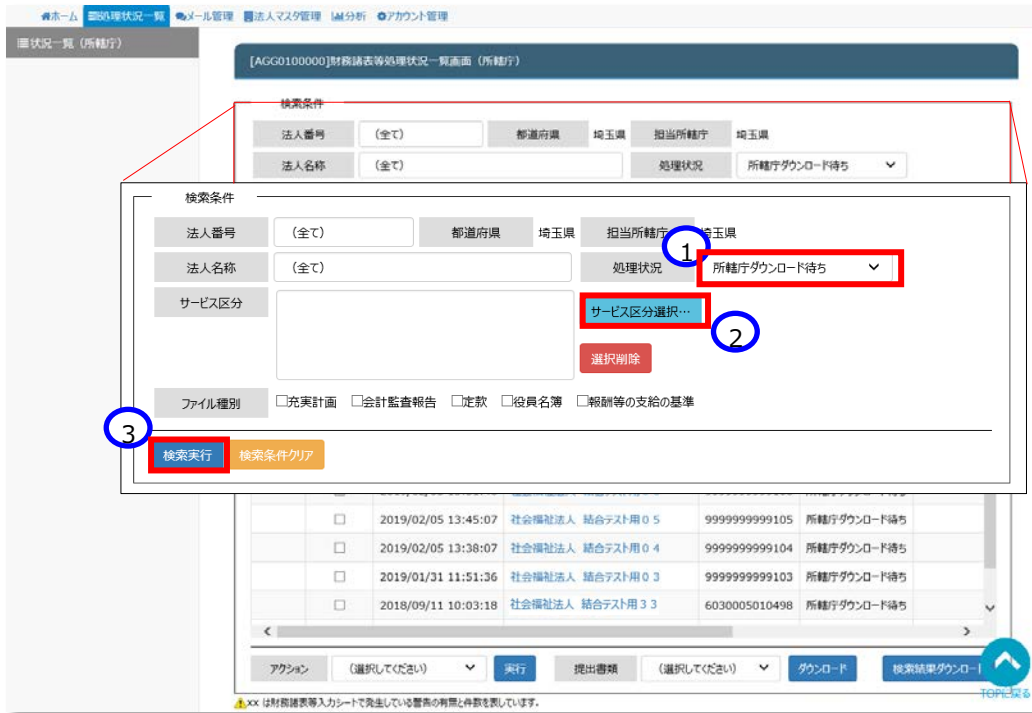 ホーム 処理状況一覧 メール管理 法人マスタ管理 分析 アカウント管理
状況一覧（所轄庁）
[AGG0100000]財務諸表等処理状況一覧画面（所轄庁）
検索条件
法人番号 （全て） 都道府県 埼玉県 担当所轄庁 埼玉県
法人名称 （全て） 処理状況 所轄庁ダウンロード待ち
検索条件
法人番号 （全て） 都道府県 埼玉県 担当所轄庁 埼玉県
1
法人名称 （全て） 処理状況 所轄庁ダウンロード待ち
サービス区分 サービス区分選択…
2
選択削除
ファイル種別 □充実計画 □会計監査報告 □定款 □役員名簿 □報酬等の支給の基準
3
検索実行 検索条件クリア
□ 2019/02/05 13:45:07 社会福祉法人 結合テスト用０５ 9999999999105 所轄庁ダウンロード待ち
□ 2019/02/05 13:38:07 社会福祉法人 結合テスト用０４ 9999999999104 所轄庁ダウンロード待ち
□ 2019/01/31 11:51:36 社会福祉法人 結合テスト用０３ 9999999999103 所轄庁ダウンロード待ち
□ 2018/09/11 10:03:18 社会福祉法人 結合テスト用３３ 6030005010498 所轄庁ダウンロード待ち
アクション （選択してください） 実行 提出書類 （選択してください） ダウンロード 検索結果ダウンロード
TOPに戻る
xx は財務諸表等入力シートで発生している警告の有無と件数を表しています。